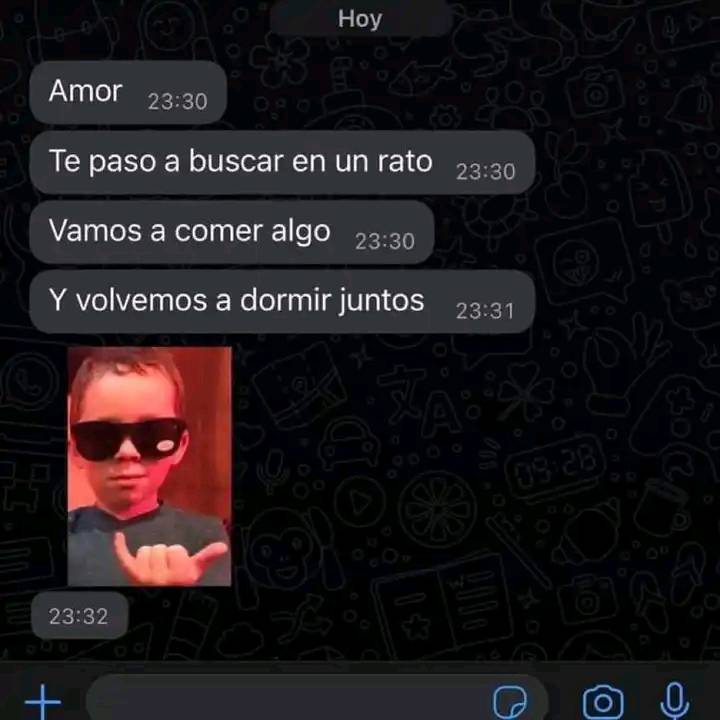 Hoy
Amor 23:30
Te paso a buscar en un rato 23:30
Vamos a comer algo 23:30
Y volvemos a dormir juntos 23:31
23:32